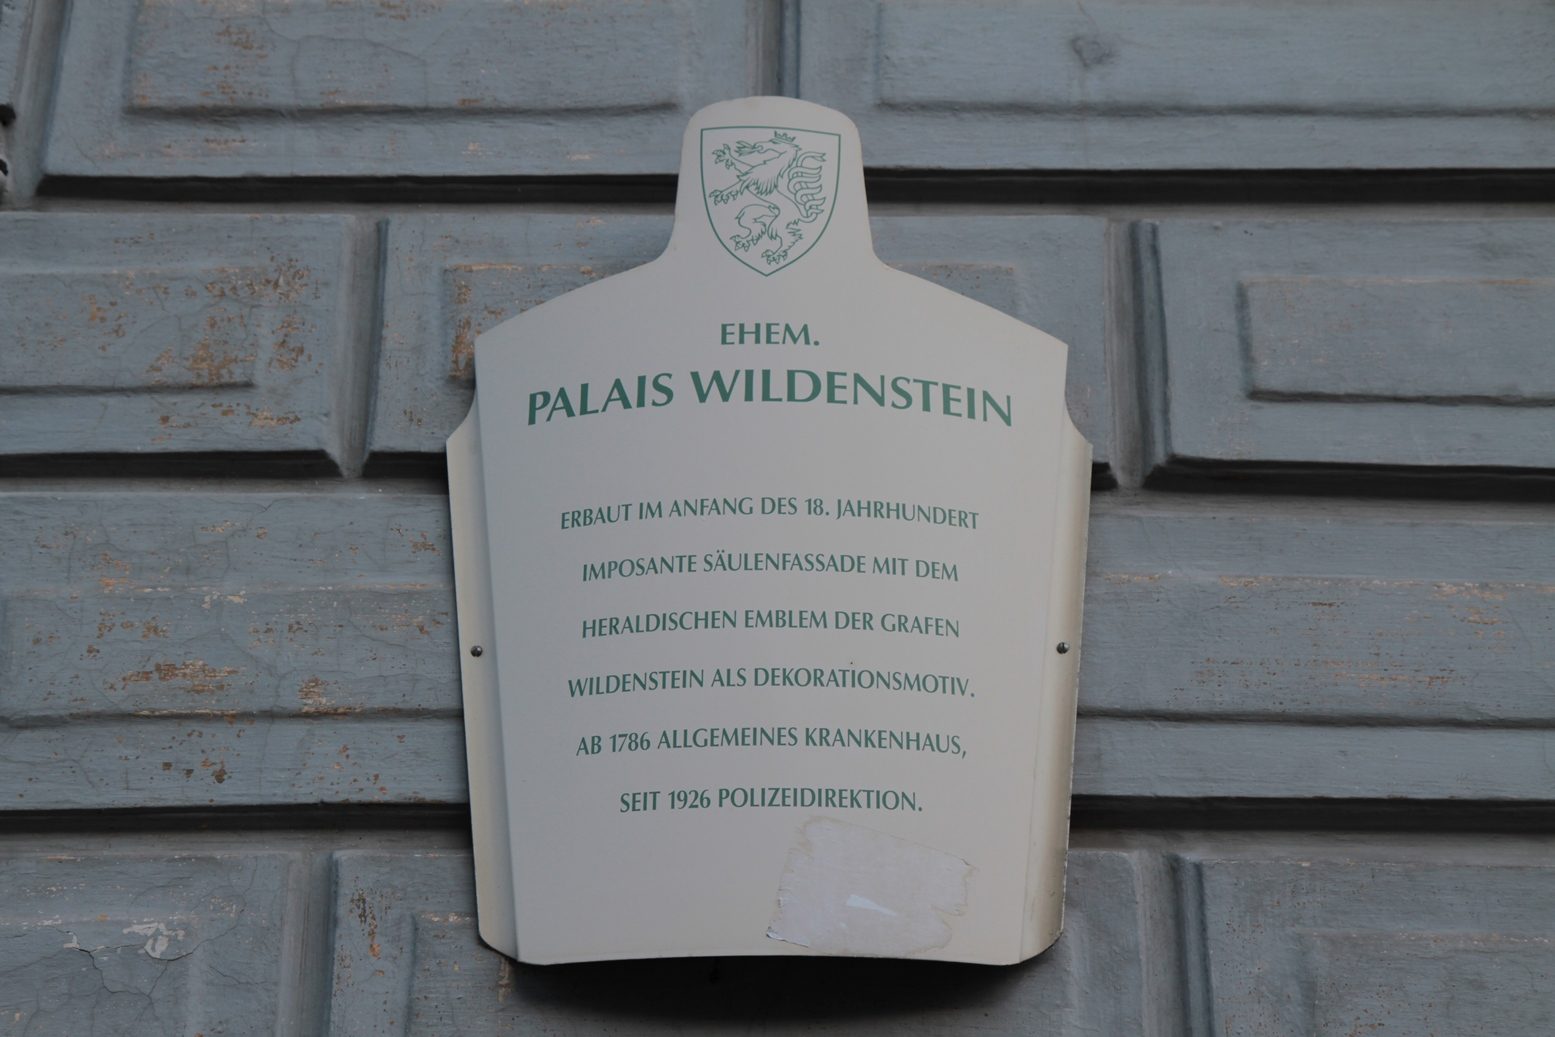 EHEM.
PALAIS WILDENSTEIN
ERBAUT IM ANFANG DES 18. JAHRHUNDERT
IMPOSANTE SÄULENFASSADE MIT DEM
HERALDISCHEN EMBLEM DER GRAFEN
WILDENSTEIN ALS DEKORATIONSMOTIV.
AB 1786 ALLGEMEINES KRANKENHAUS,
SEIT 1926 POLIZEIDIREKTION.